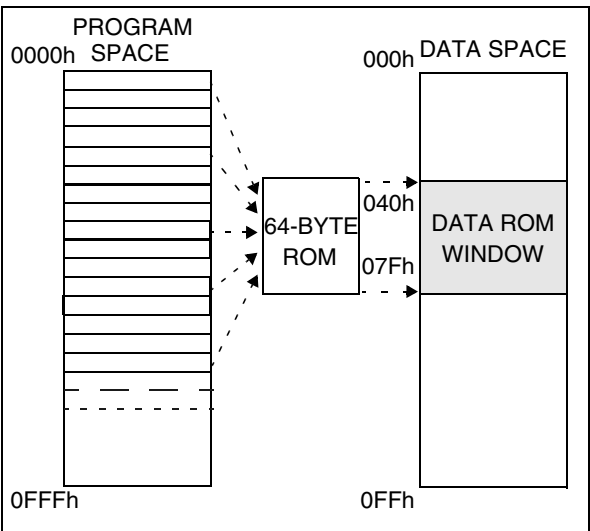 PROGRAM
SPACE
0000h
000h
DATA SPACE
64-BYTE
ROM
040h
07Fh
DATA ROM
WINDOW
0FFFh
0FFh